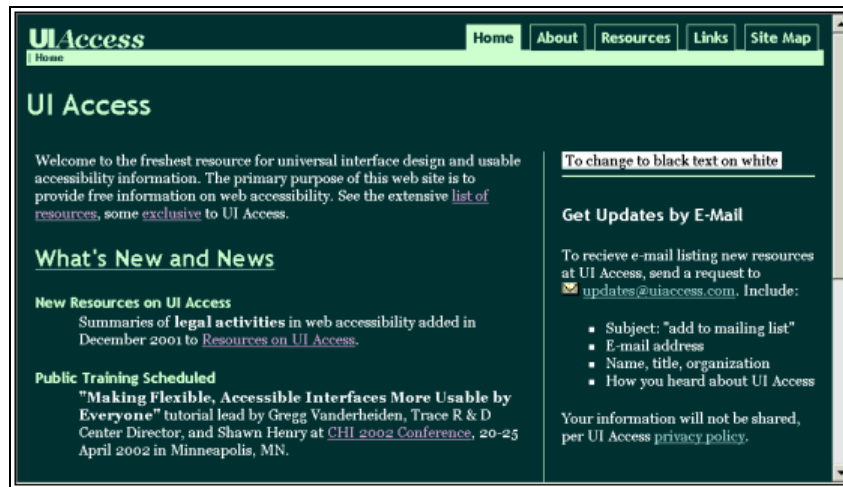 UIAccess
Home About Resources Links Site Map
| Home
UI Access
Welcome to the freshest resource for universal interface design and usable
accessibility information. The primary purpose of this web site is to
provide free information on web accessibility. See the extensive list of
resources, some exclusive to UI Access.
What's New and News
New Resources on UI Access
Summaries of legal activities in web accessibility added in
December 2001 to Resources on UI Access.
Public Training Scheduled
"Making Flexible, Accessible Interfaces More Usable by
Everyone" tutorial lead by Gregg Vanderheiden, Trace R & D
Center Director, and Shawn Henry at CHI 2002 Conference, 20-25
April 2002 in Minneapolis, MN.
To change to black text on white
Get Updates by E-Mail
To recieve e-mail listing new resources
at UI Access, send a request to
updates@uiaccess.com. Include:
▪ Subject: "add to mailing list"
▪ E-mail address
▪ Name, title, organization
▪ How you heard about UI Access
Your information will not be shared,
per UI Access privacy policy.